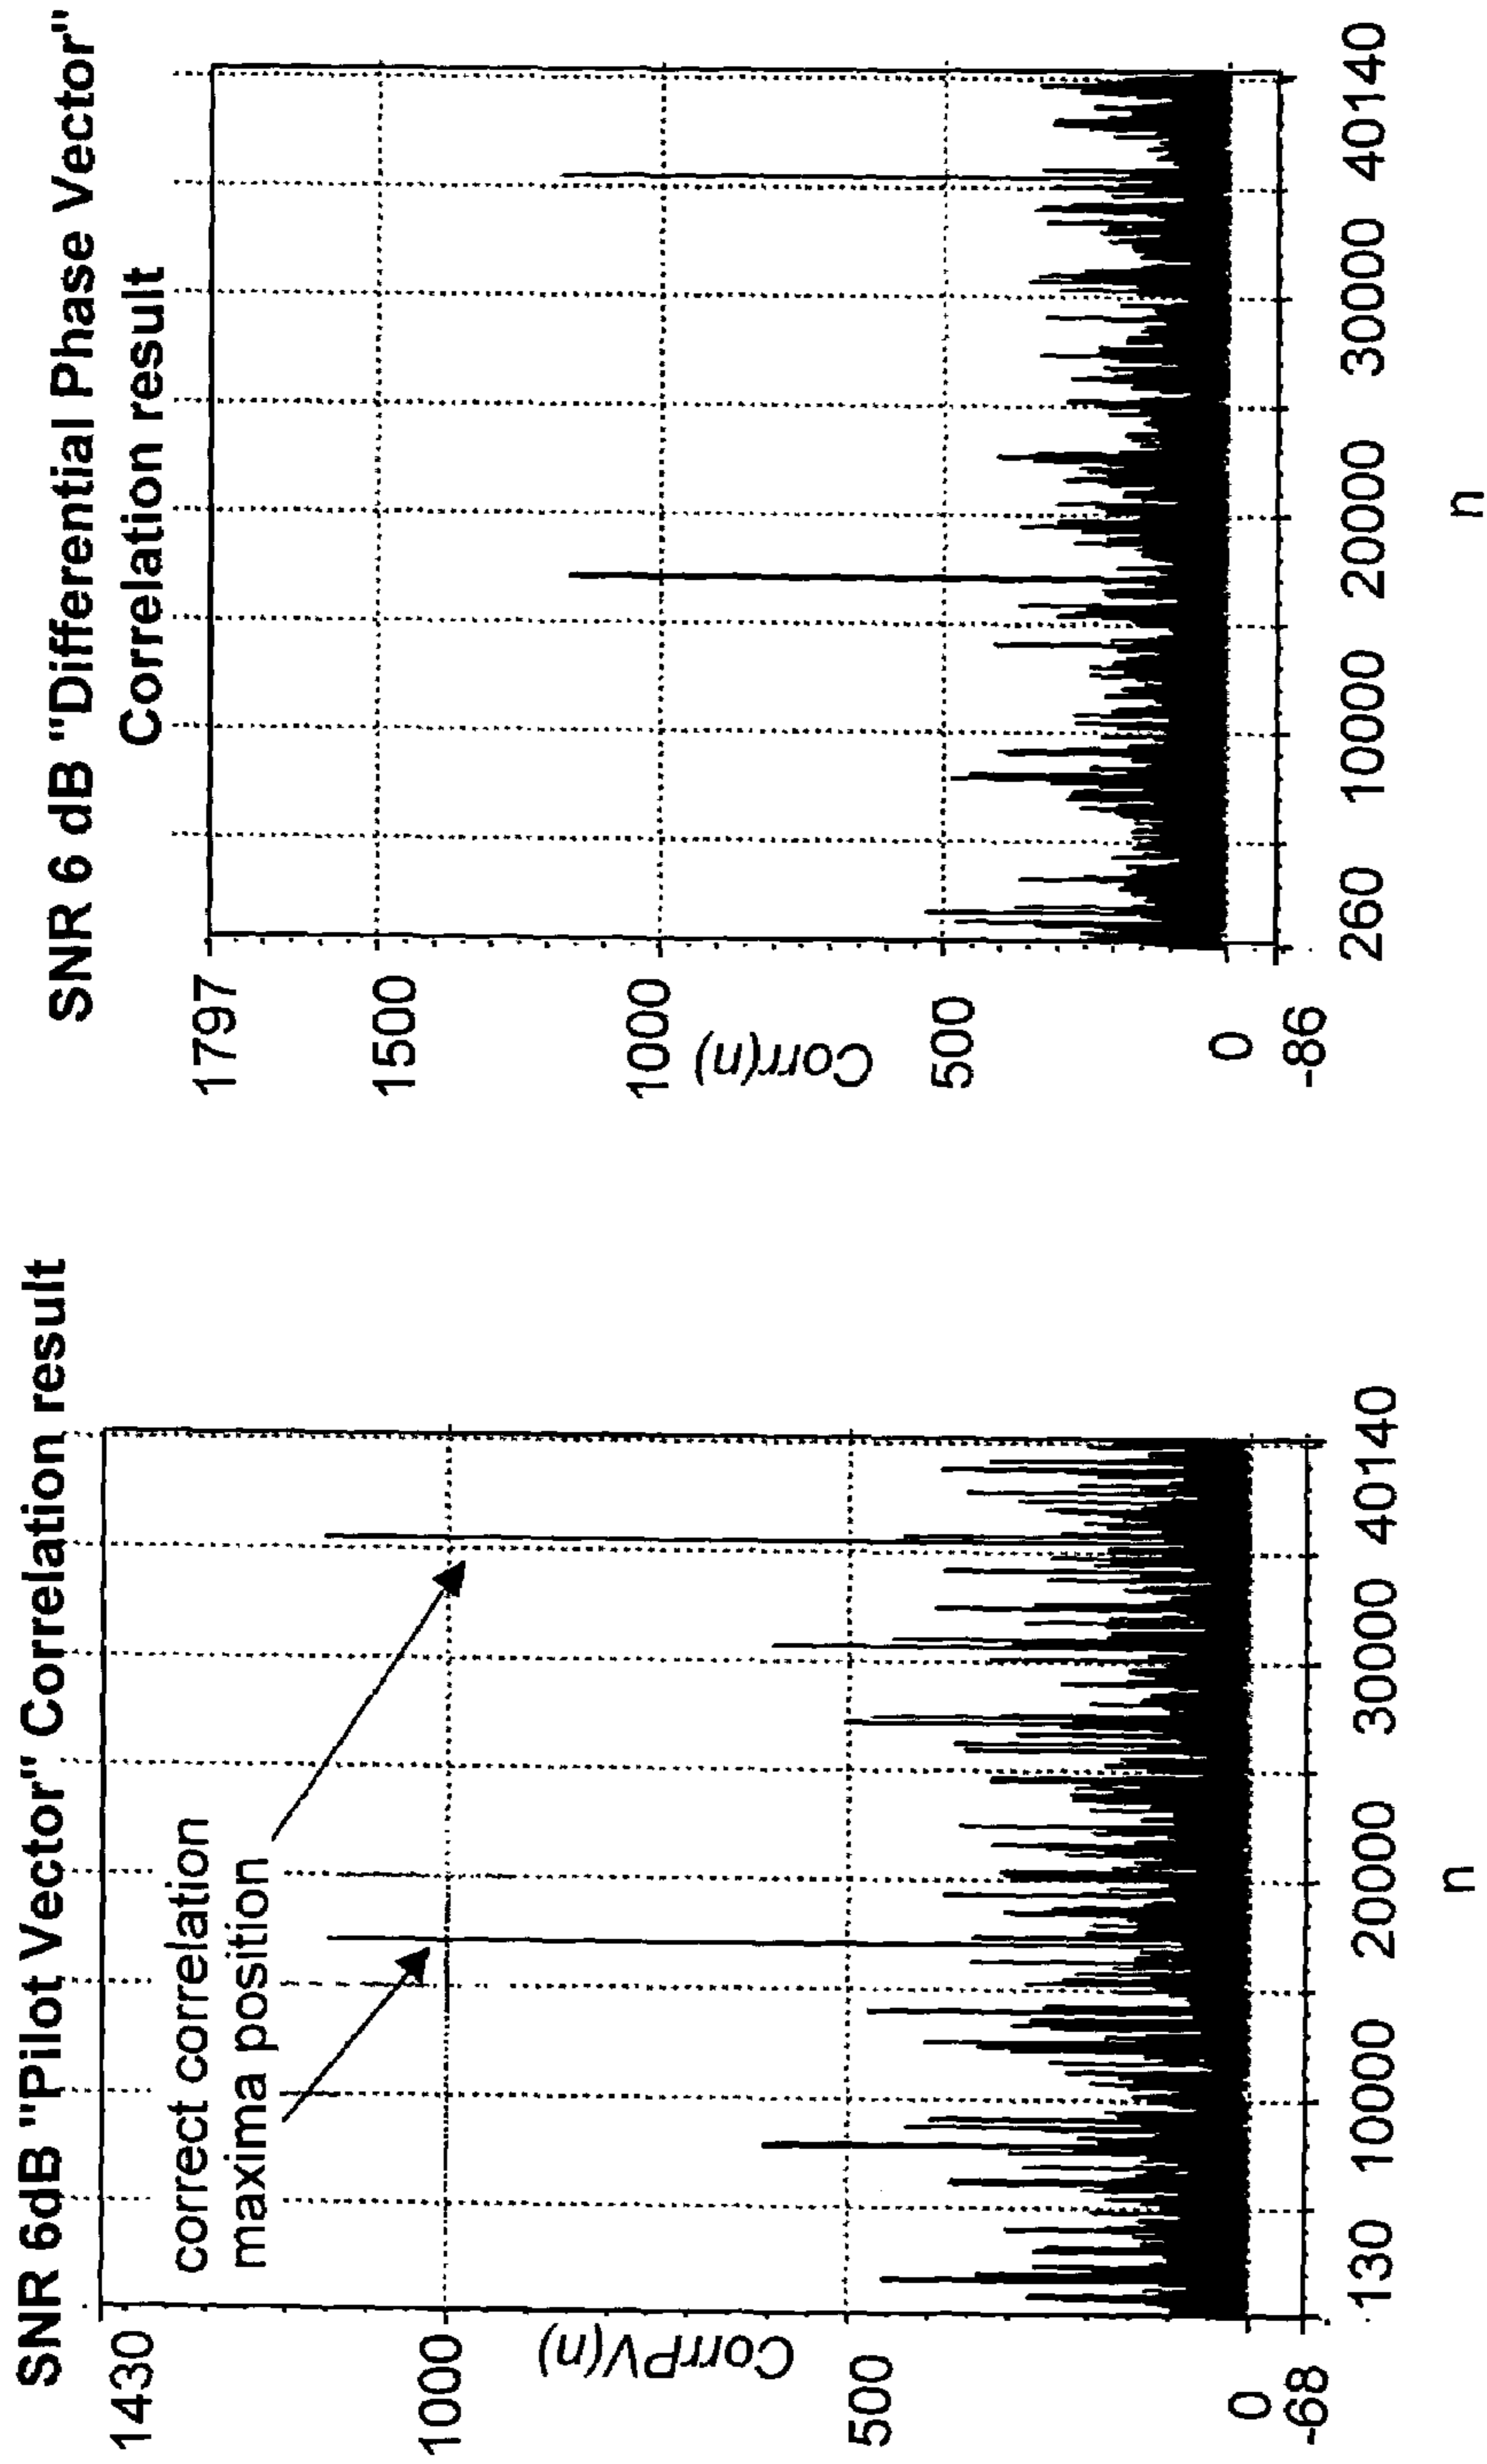 SNR 6dB "Pilot Vector" Correlation result
1430
1000
500
0
-68
CorrPV(n)
correct correlation
maxima position
130
10000
20000
30000
40140
n
SNR 6 dB "Differential Phase Vector"
Correlation result
1797
1500
1000
500
0
-86
Corr(n)
260
10000
20000
30000
40140
n